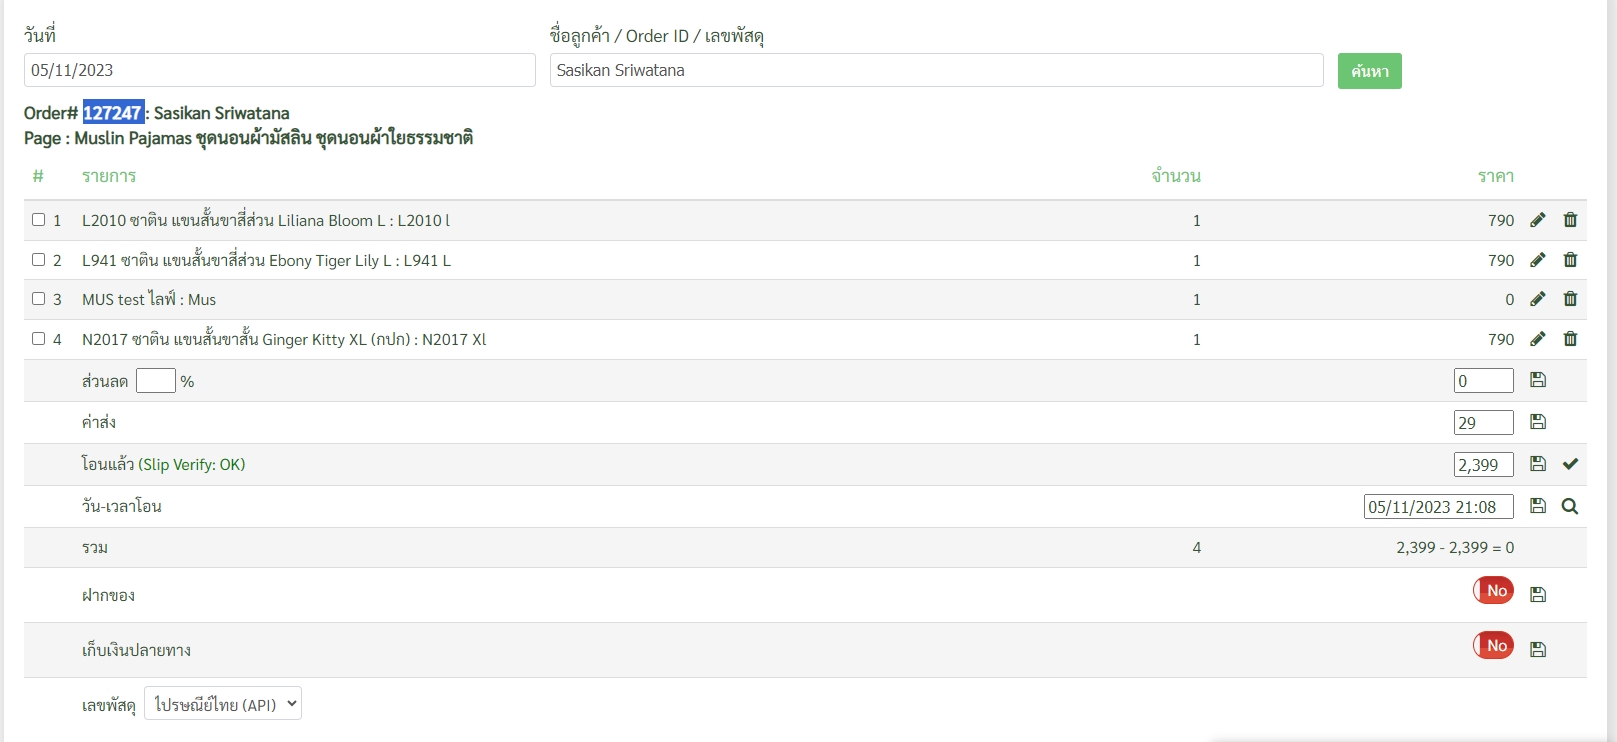 วันที่ ชื่อลูกค้า / Order ID / เลขพัสดุ
05/11/2023 Sasikan Sriwatana ค้นหา
Order# 127247 : Sasikan Sriwatana
Page : Muslin Pajamas ชุดนอนผ้ามัสลิน ชุดนอนผ้าใยธรรมชาติ
# รายการ จำนวน ราคา
1 L2010 ซาติน แขนสั้นขาสี่ส่วน Liliana Bloom L : L2010 l 1 790
2 L941 ซาติน แขนสั้นขาสี่ส่วน Ebony Tiger Lily L : L941 L 1 790
3 MUS test ไลฟ์ : Mus 1 0
4 N2017 ซาติน แขนสั้นขาสั้น Ginger Kitty XL (กปก) : N2017 Xl 1 790
ส่วนลด % 0
ค่าส่ง 29
โอนแล้ว (Slip Verify: OK) 2,399
วัน-เวลาโอน 05/11/2023 21:08
รวม 4 2,399 - 2,399 = 0
ฝากของ No
เก็บเงินปลายทาง No
เลขพัสดุ ไปรษณีย์ไทย (API)